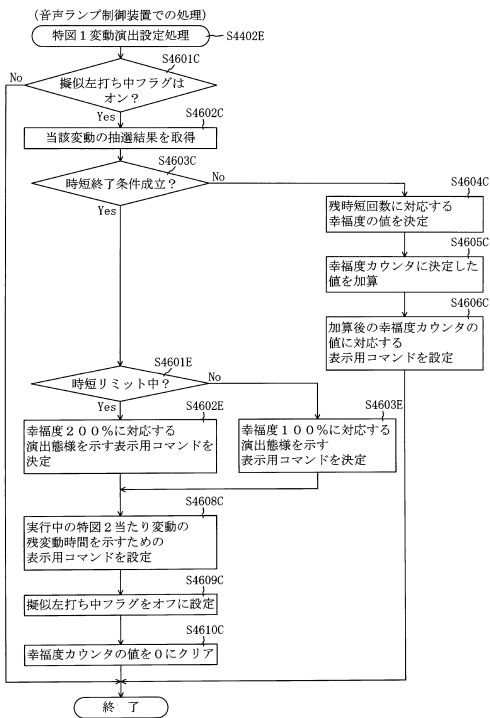 (音声ランプ制御装置での処理)
特図1変動演出設定処理
S4402E
S4601C
擬似左打ち中フラグは
オン?
No
Yes
S4602C
当該変動の抽選結果を取得
S4603C
時短終了条件成立?
No
Yes
S4604C
残時短回数に対応する
幸福度の値を決定
S4605C
幸福度カウンタに決定した
値を加算
S4606C
加算後の幸福度カウンタの
値に対応する
表示用コマンドを設定
S4601E
時短リミット中?
No
Yes
S4602E
幸福度200%に対応する
演出態様を示す表示用コマンドを
決定
S4603E
幸福度100%に対応する
演出態様を示す
表示用コマンドを決定
S4608C
実行中の特図2当たり変動の
残変動時間を示すための
表示用コマンドを設定
S4609C
擬似左打ち中フラグをオフに設定
S4610C
幸福度カウンタの値を0にクリア
終 了